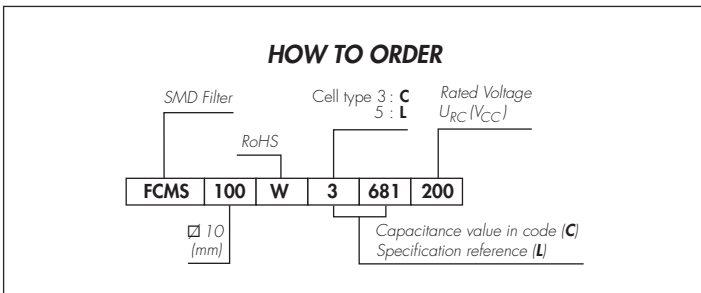 HOW TO ORDER
SMD Filter
Cell type 3 : C
5 : L
Rated Voltage
URC (VCC)
RoHS
FCMS 100 W 3 681 200
10
(mm)
Capacitance value in code (C)
Specification reference (L)